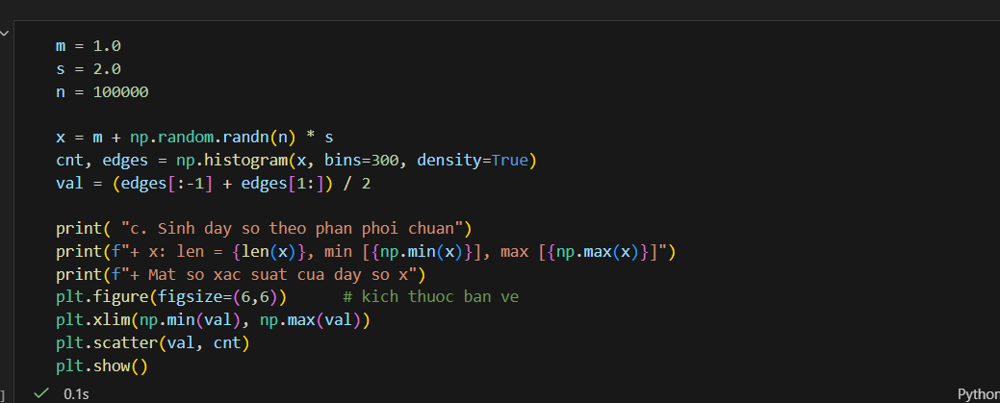 m = 1.0
s = 2.0
n = 100000
x = m + np.random.randn(n) * s
cnt, edges = np.histogram(x, bins=300, density=True)
val = (edges[:-1] + edges[1:]) / 2
print( "c. Sinh day so theo phan phoi chuan")
print(f"+ x: len = {len(x)}, min [{np.min(x)}], max [{np.max(x)}]")
print(f"+ Mat so xac suat cua day so x")
plt.figure(figsize=(6,6))      # kich thuoc ban ve
plt.xlim(np.min(val), np.max(val))
plt.scatter(val, cnt)
plt.show()
] 0.1s Python